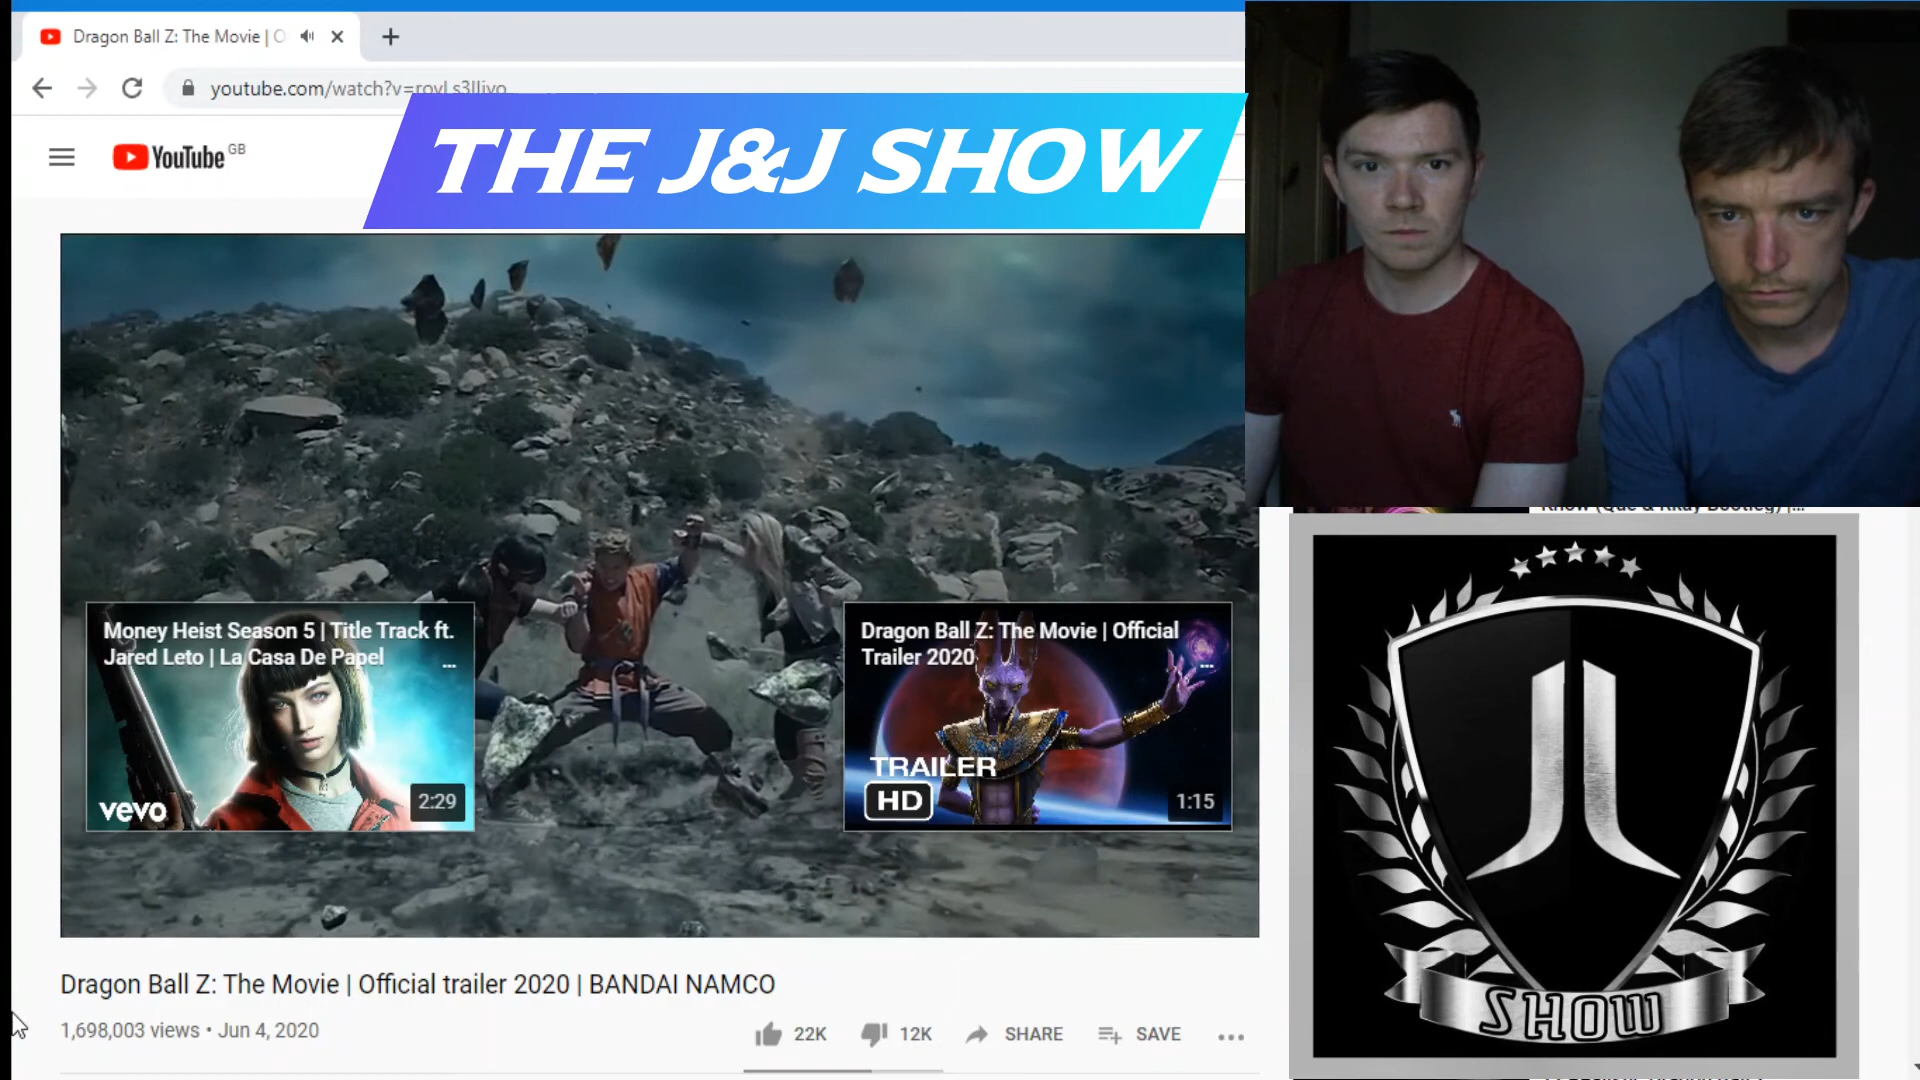 Dragon Ball Z: The Movie | O
youtube.com/watch?v=
THE J&J SHOW
YouTube GB
Money Heist Season 5 | Title Track ft.
Jared Leto | La Casa De Papel
...
vevo
2:29
Dragon Ball Z: The Movie | Official
Trailer 2020
...
TRAILER
HD
1:15
SHOW
Dragon Ball Z: The Movie | Official trailer 2020 | BANDAI NAMCO
1,698,003 views • Jun 4, 2020
22K
12K
SHARE
SAVE